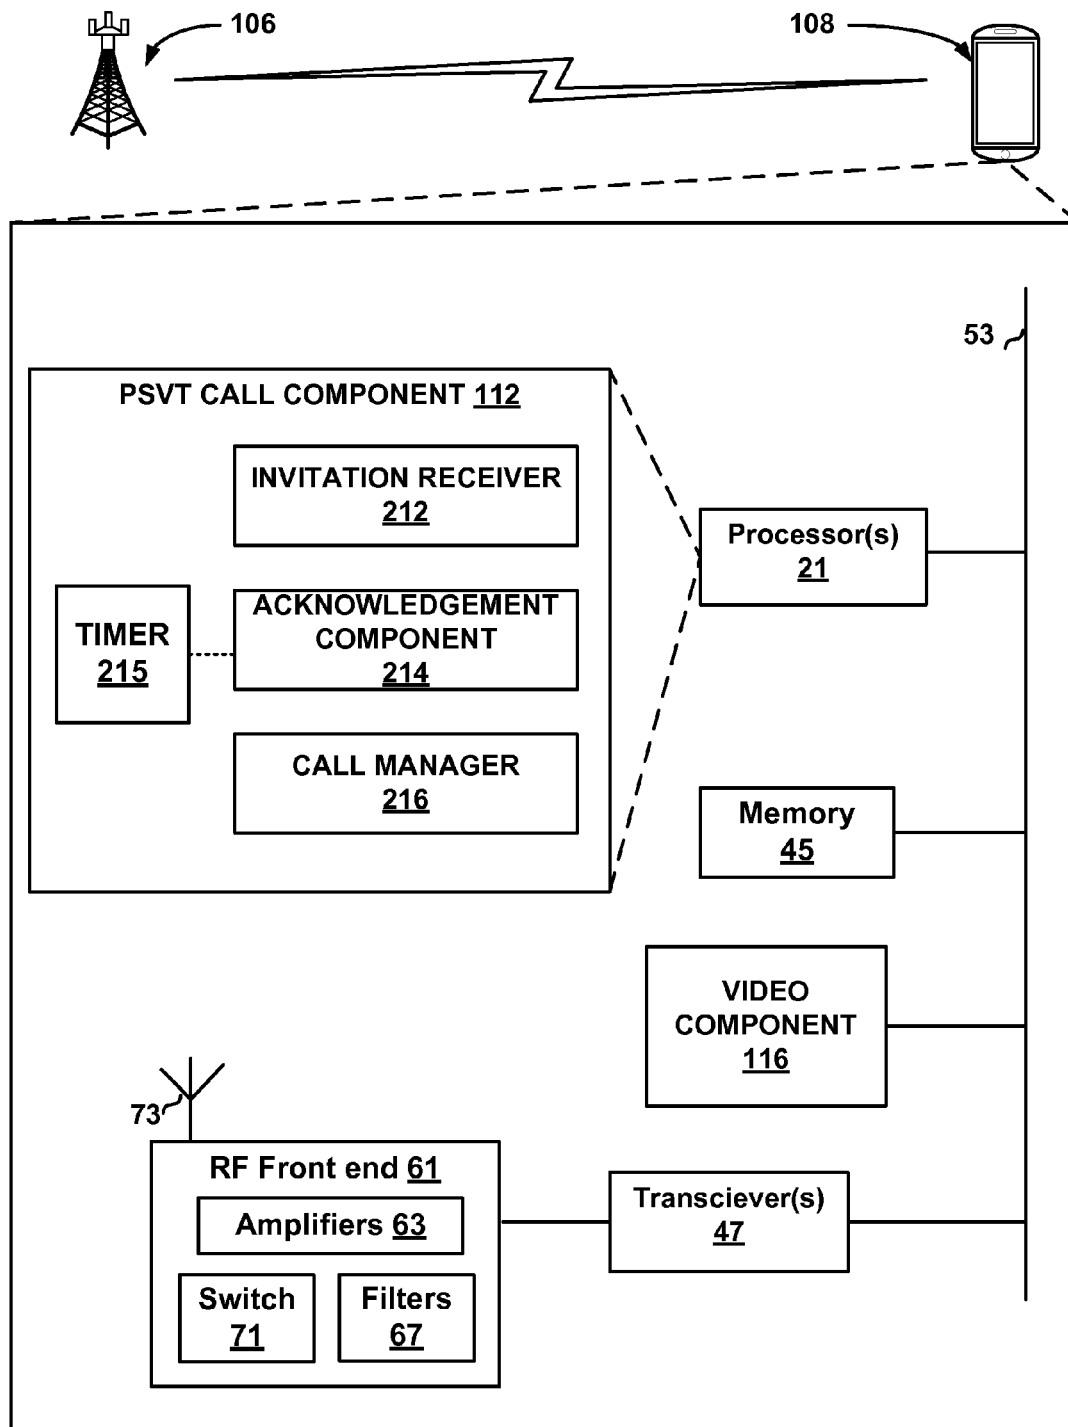 106
108
53
PSVT CALL COMPONENT 112
INVITATION RECEIVER
212
Processor(s)
21
ACKNOWLEDGEMENT
COMPONENT
214
TIMER
215
CALL MANAGER
216
Memory
45
VIDEO
COMPONENT
116
73
RF Front end 61
Amplifiers 63
Switch
71
Filters
67
Transciever(s)
47